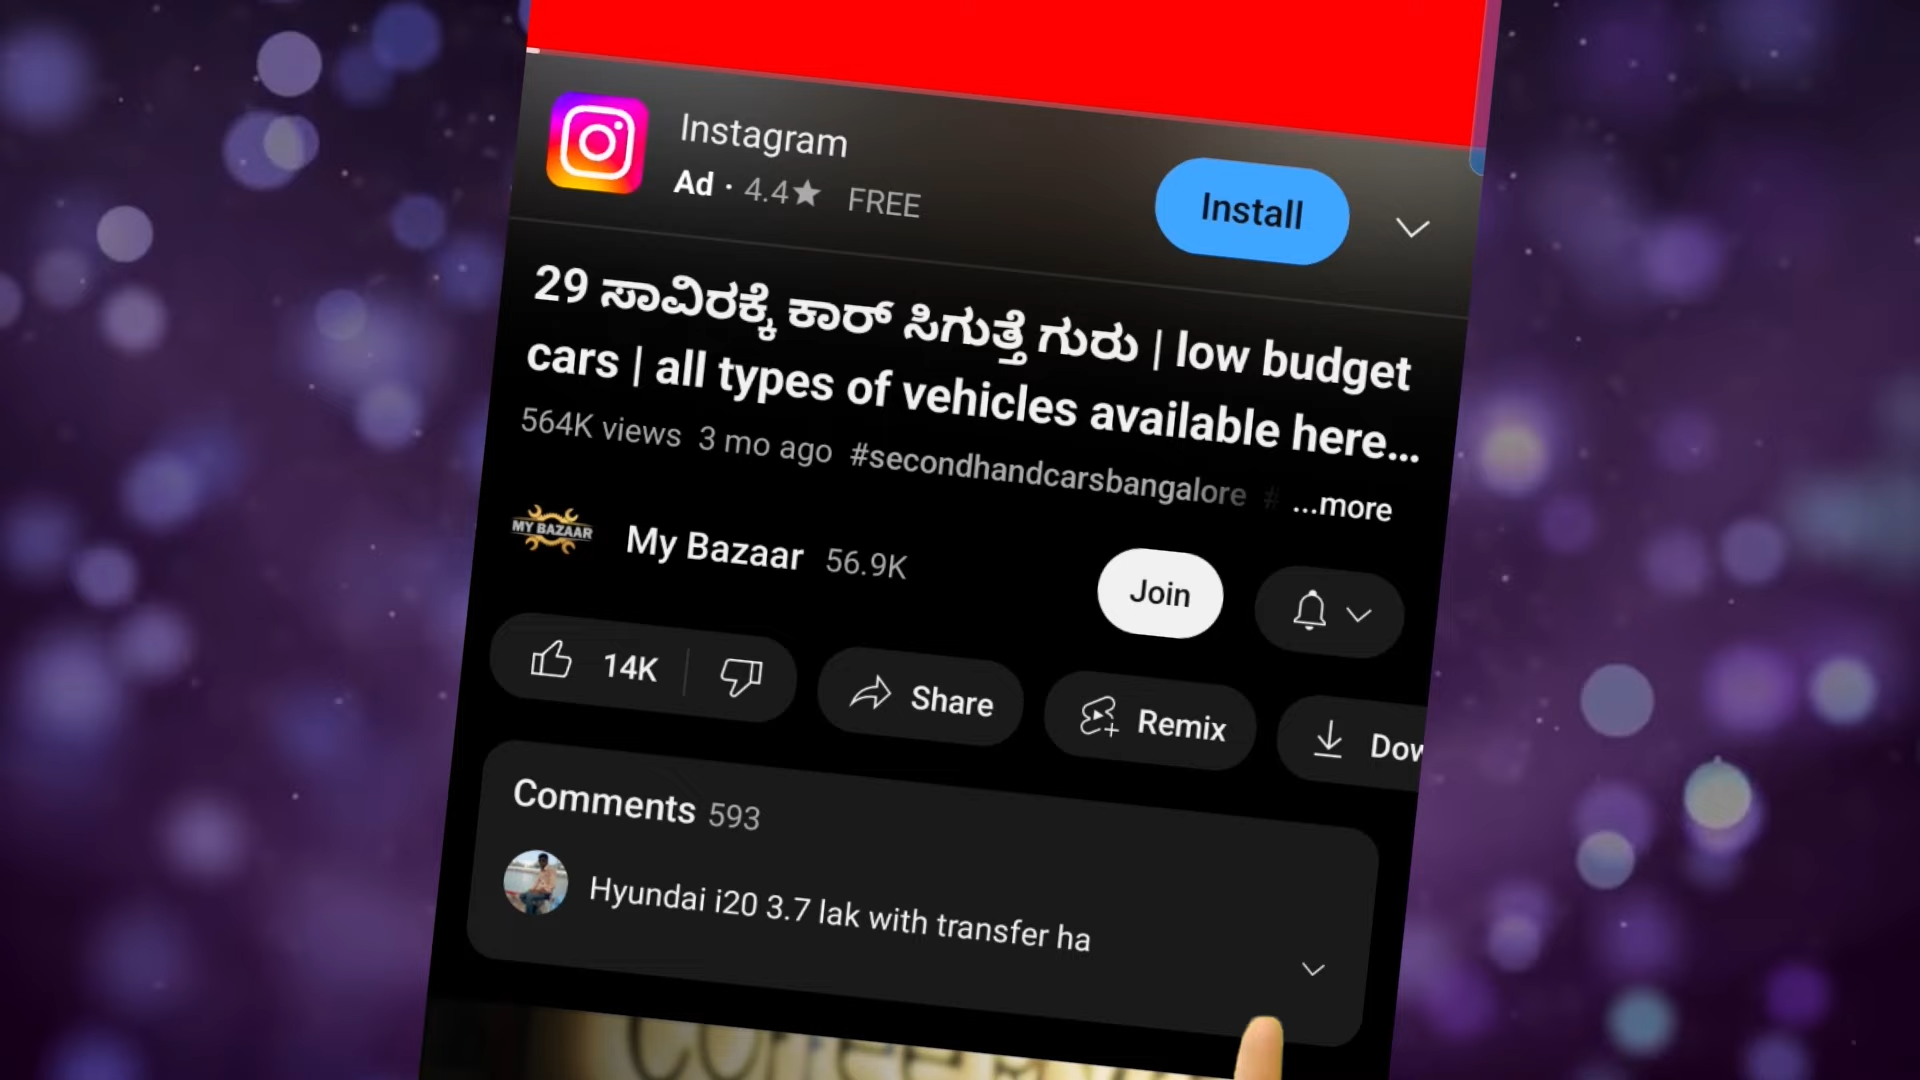 Instagram
Ad · 4.4★ FREE
Install
29 ಸಾವಿರಕ್ಕೆ ಕಾರ್ ಸಿಗುತ್ತೆ ಗುರು | low budget
cars | all types of vehicles available here...
564K views 3 mo ago #secondhandcarsbangalore # ...more
MY BAZAAR
My Bazaar 56.9K
Join
14K
Share
Remix
Dow
Comments 593
Hyundai i20 3.7 lak with transfer ha